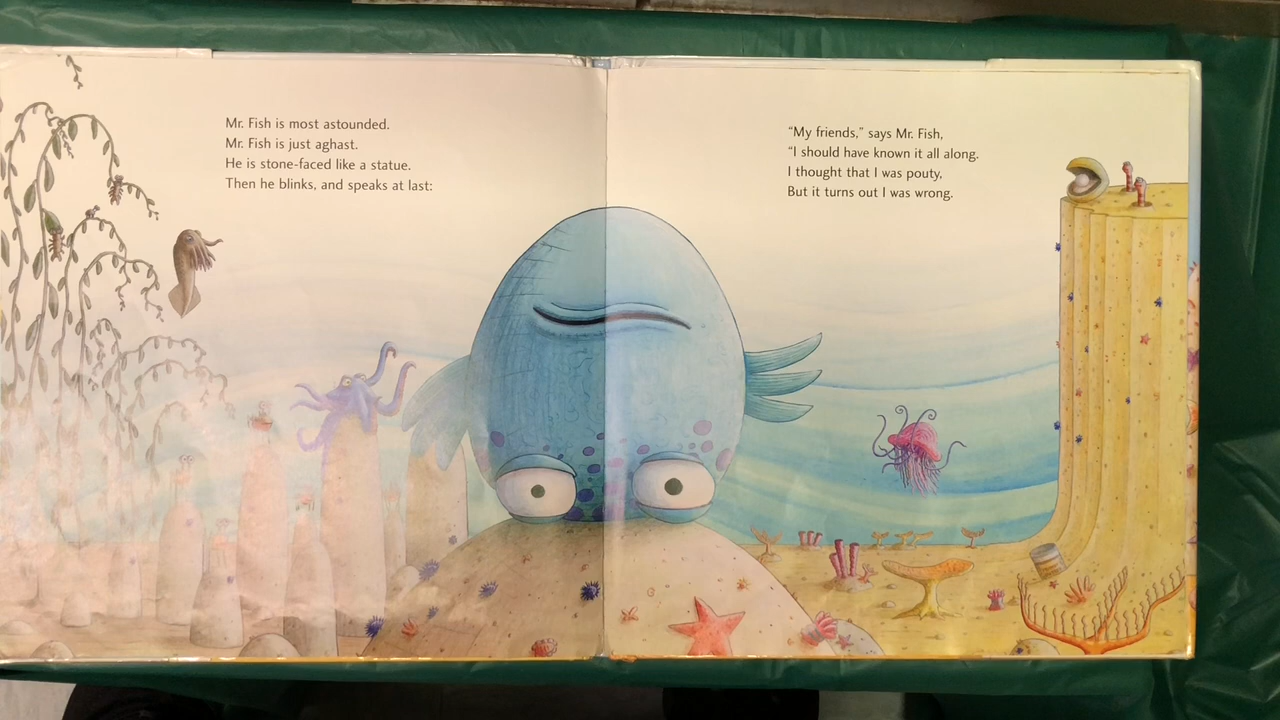 Mr. Fish is most astounded.
Mr. Fish is just aghast.
He is stone-faced like a statue.
Then he blinks, and speaks at last:
“My friends,” says Mr. Fish,
“I should have known it all along.
I thought that I was pouty,
But it turns out I was wrong.